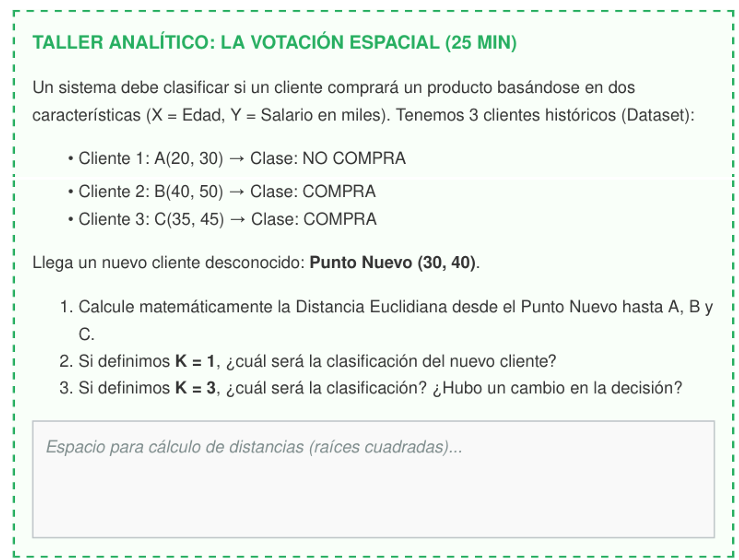 TALLER ANALÍTICO: LA VOTACIÓN ESPACIAL (25 MIN)
Un sistema debe clasificar si un cliente comprará un producto basándose en dos
características (X = Edad, Y = Salario en miles). Tenemos 3 clientes históricos (Dataset):
• Cliente 1: A(20, 30) → Clase: NO COMPRA
• Cliente 2: B(40, 50) → Clase: COMPRA
• Cliente 3: C(35, 45) → Clase: COMPRA
Llega un nuevo cliente desconocido: Punto Nuevo (30, 40).
1. Calcule matemáticamente la Distancia Euclidiana desde el Punto Nuevo hasta A, B y
C.
2. Si definimos K = 1, ¿cuál será la clasificación del nuevo cliente?
3. Si definimos K = 3, ¿cuál será la clasificación? ¿Hubo un cambio en la decisión?
Espacio para cálculo de distancias (raíces cuadradas)...